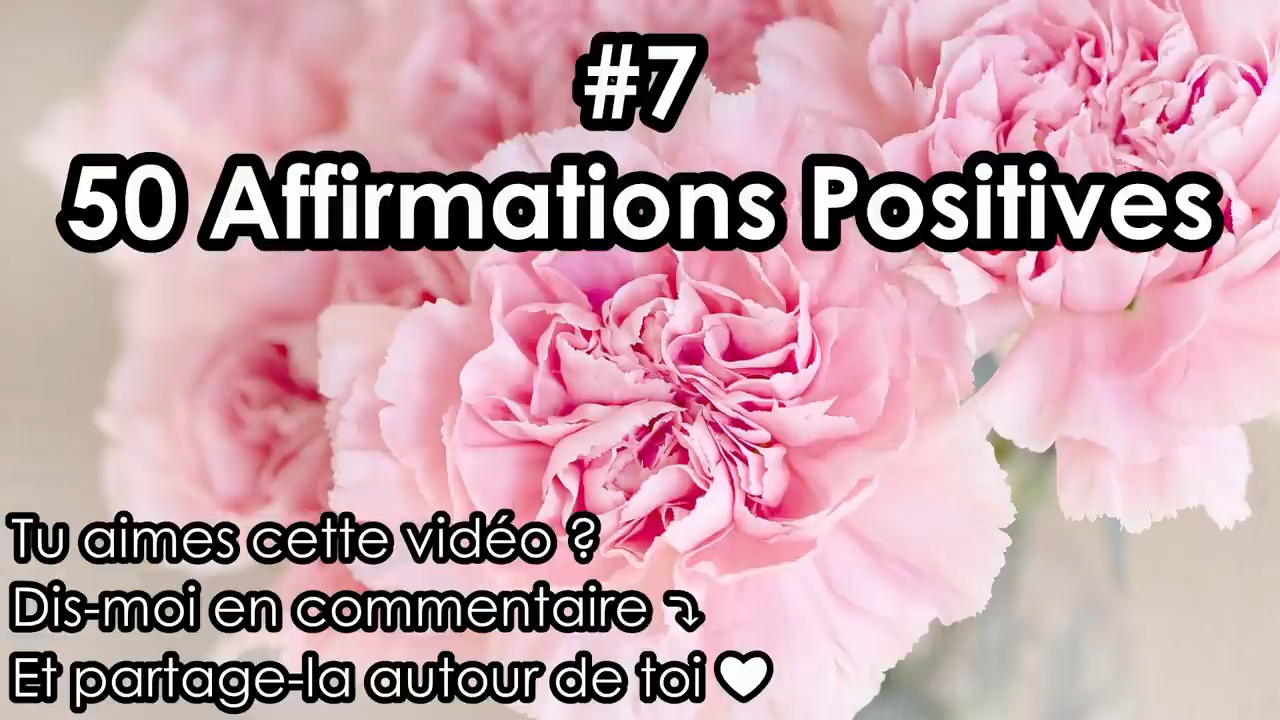 #7
50 Affirmations Positives
Tu aimes cette vidéo ?
Dis-moi en commentaire ⤵
Et partage-la autour de toi ♥